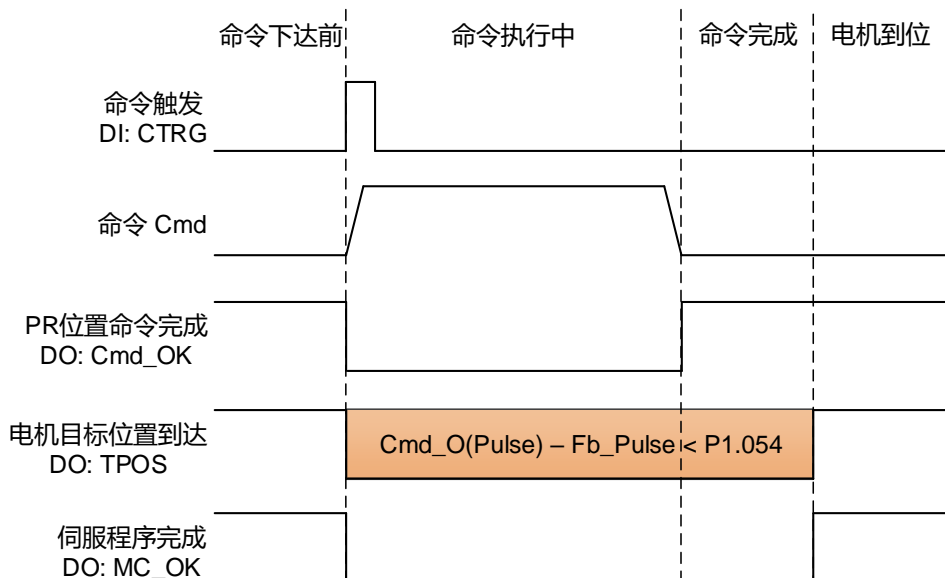 命令下达前 命令执行中 命令完成 电机到位
命令触发
DI: CTRG
命令 Cmd
PR位置命令完成
DO: Cmd_OK
电机目标位置到达
DO: TPOS
Cmd_O(Pulse) – Fb_Pulse < P1.054
伺服程序完成
DO: MC_OK